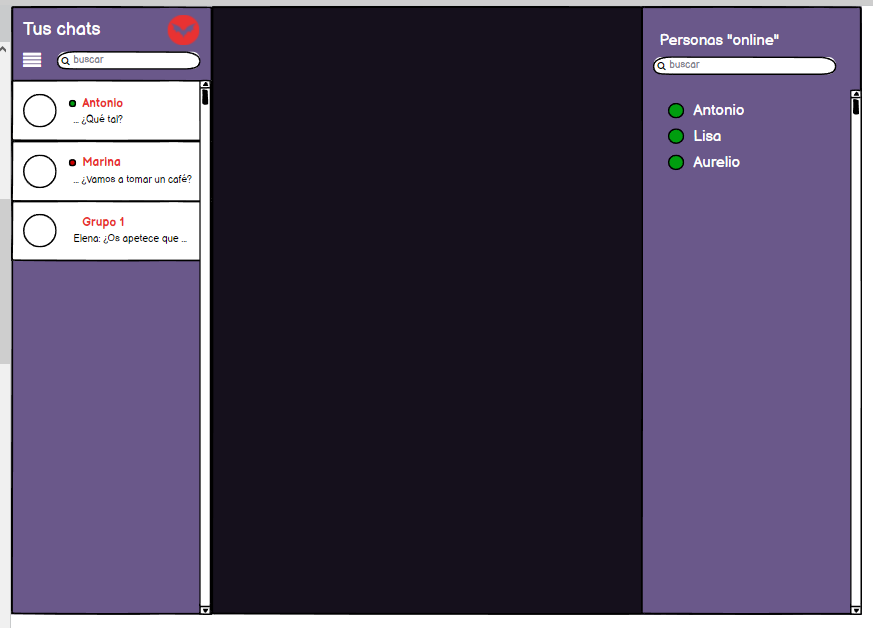 Tus chats
buscar
Antonio
... ¿Qué tal?
Marina
... ¿Vamos a tomar un café?
Grupo 1
Elena: ¿Os apetece que ...
Personas "online"
buscar
Antonio
Lisa
Aurelio